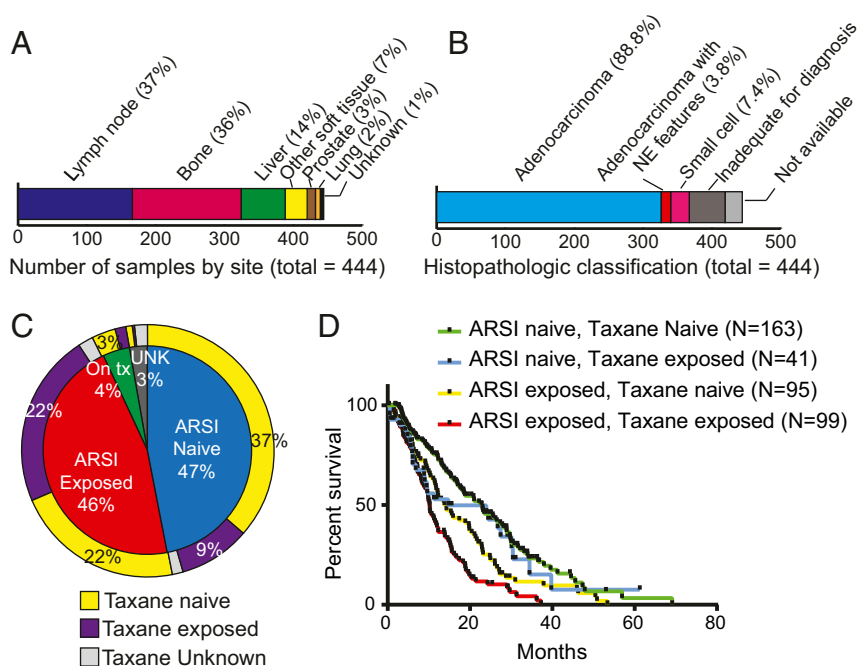 A
Lymph node (37%)
Bone (36%)
Liver (14%)
Other soft tissue (7%)
Prostate (3%)
Lung (2%)
Unknown (1%)
0 100 200 300 400 500
Number of samples by site (total = 444)
B
Adenocarcinoma (88.8%)
Adenocarcinoma with
NE features (3.8%)
Small cell (7.4%)
Inadequate for diagnosis
Not available
0 100 200 300 400 500
Histopathologic classification (total = 444)
C
3%
On tx
4%
UNK
3%
22%
37%
ARSI
Naive
47%
ARSI
Exposed
46%
22%
9%
Taxane naive
Taxane exposed
Taxane Unknown
D
ARSI naive, Taxane Naive (N=163)
ARSI naive, Taxane exposed (N=41)
ARSI exposed, Taxane naive (N=95)
ARSI exposed, Taxane exposed (N=99)
Percent survival
100
50
0
0 20 40 60 80
Months